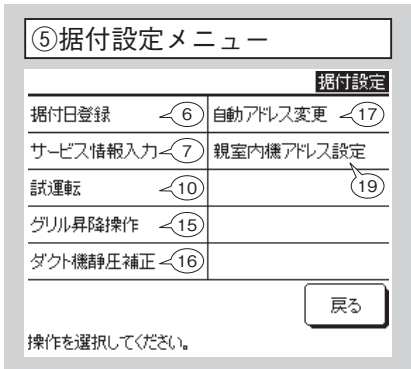 ⑤据付設定メニュー
据付設定
据付日登録 ⑥ 自動アドレス変更 ⑰
サービス情報入力 ⑦ 親室内機アドレス設定
試運転 ⑩ ⑲
グリル昇降操作 ⑮
ダクト機静圧補正 ⑯
戻る
操作を選択してください。